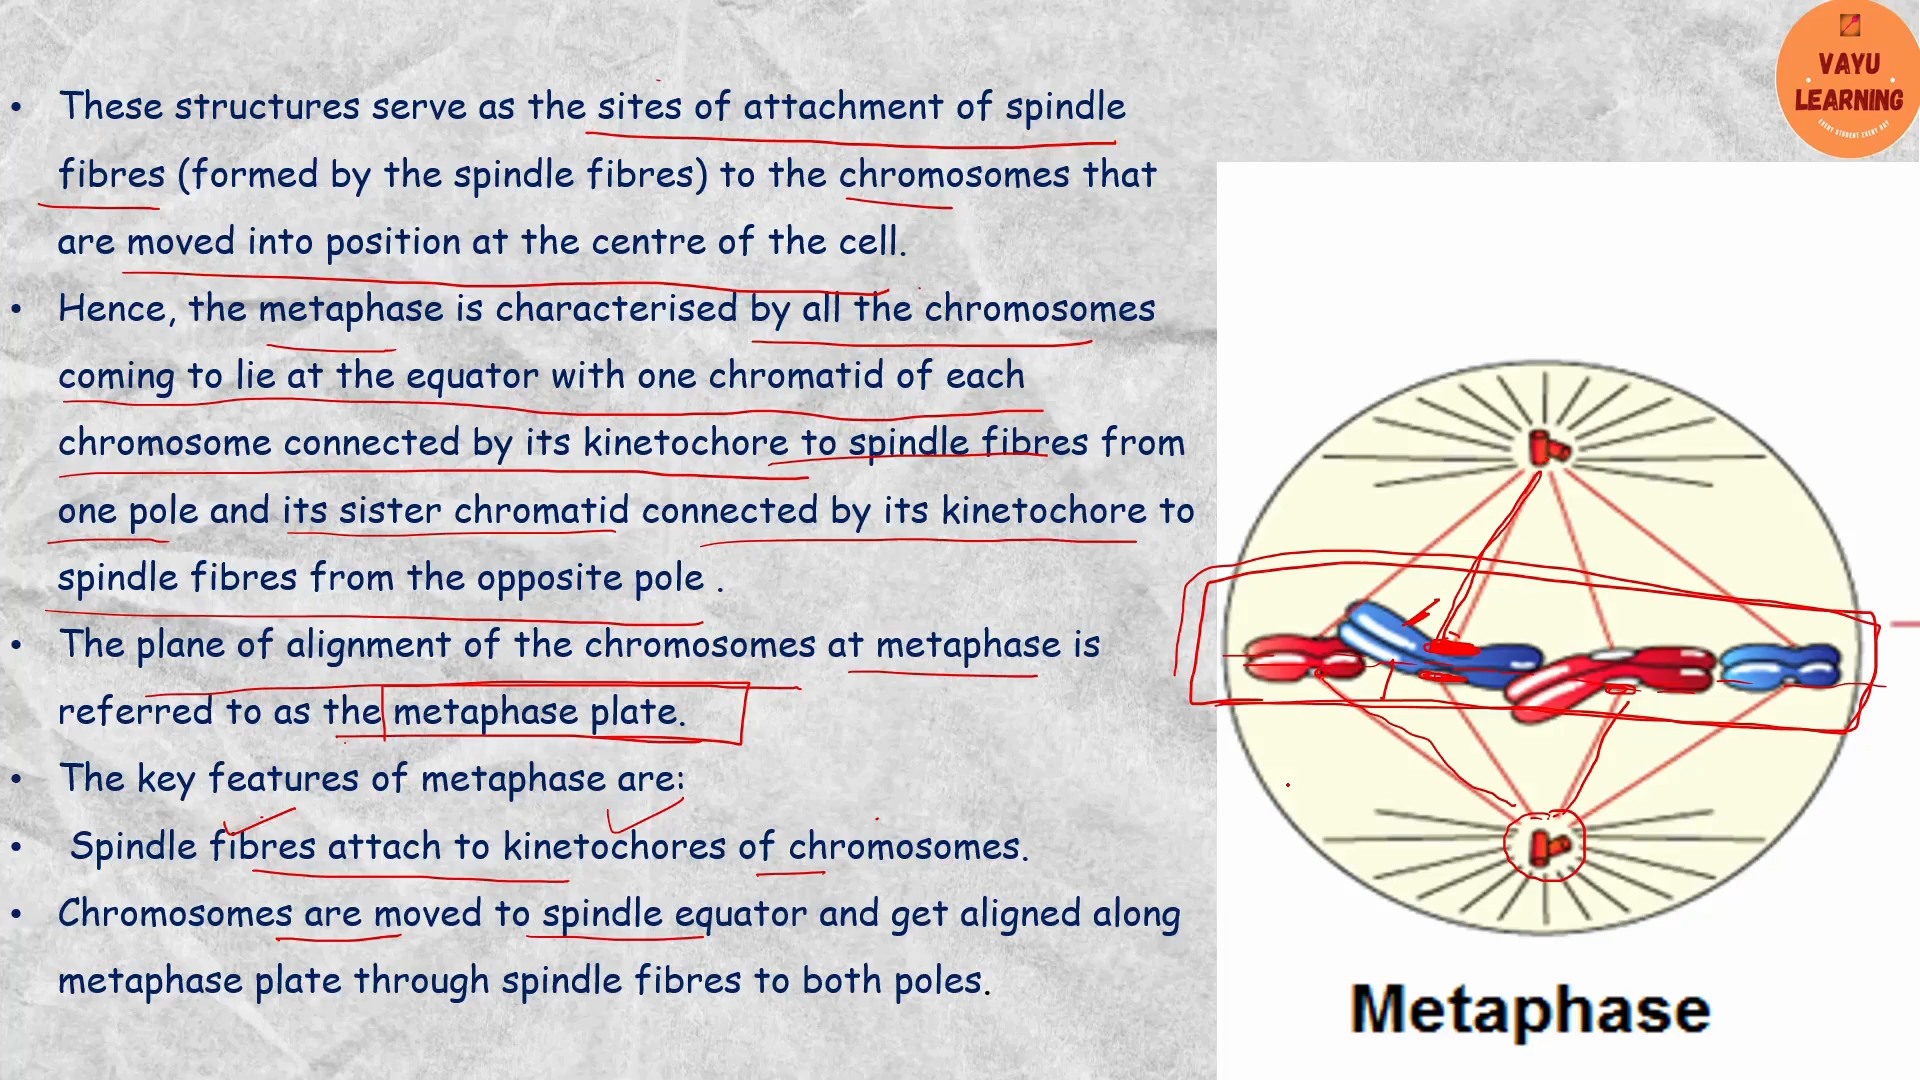 VAYU
LEARNING
EVERY STUDENT EVERY DAY
• These structures serve as the sites of attachment of spindle
fibres (formed by the spindle fibres) to the chromosomes that
are moved into position at the centre of the cell.
• Hence, the metaphase is characterised by all the chromosomes
coming to lie at the equator with one chromatid of each
chromosome connected by its kinetochore to spindle fibres from
one pole and its sister chromatid connected by its kinetochore to
spindle fibres from the opposite pole .
• The plane of alignment of the chromosomes at metaphase is
referred to as the metaphase plate.
• The key features of metaphase are:
• Spindle fibres attach to kinetochores of chromosomes.
• Chromosomes are moved to spindle equator and get aligned along
metaphase plate through spindle fibres to both poles.
Metaphase